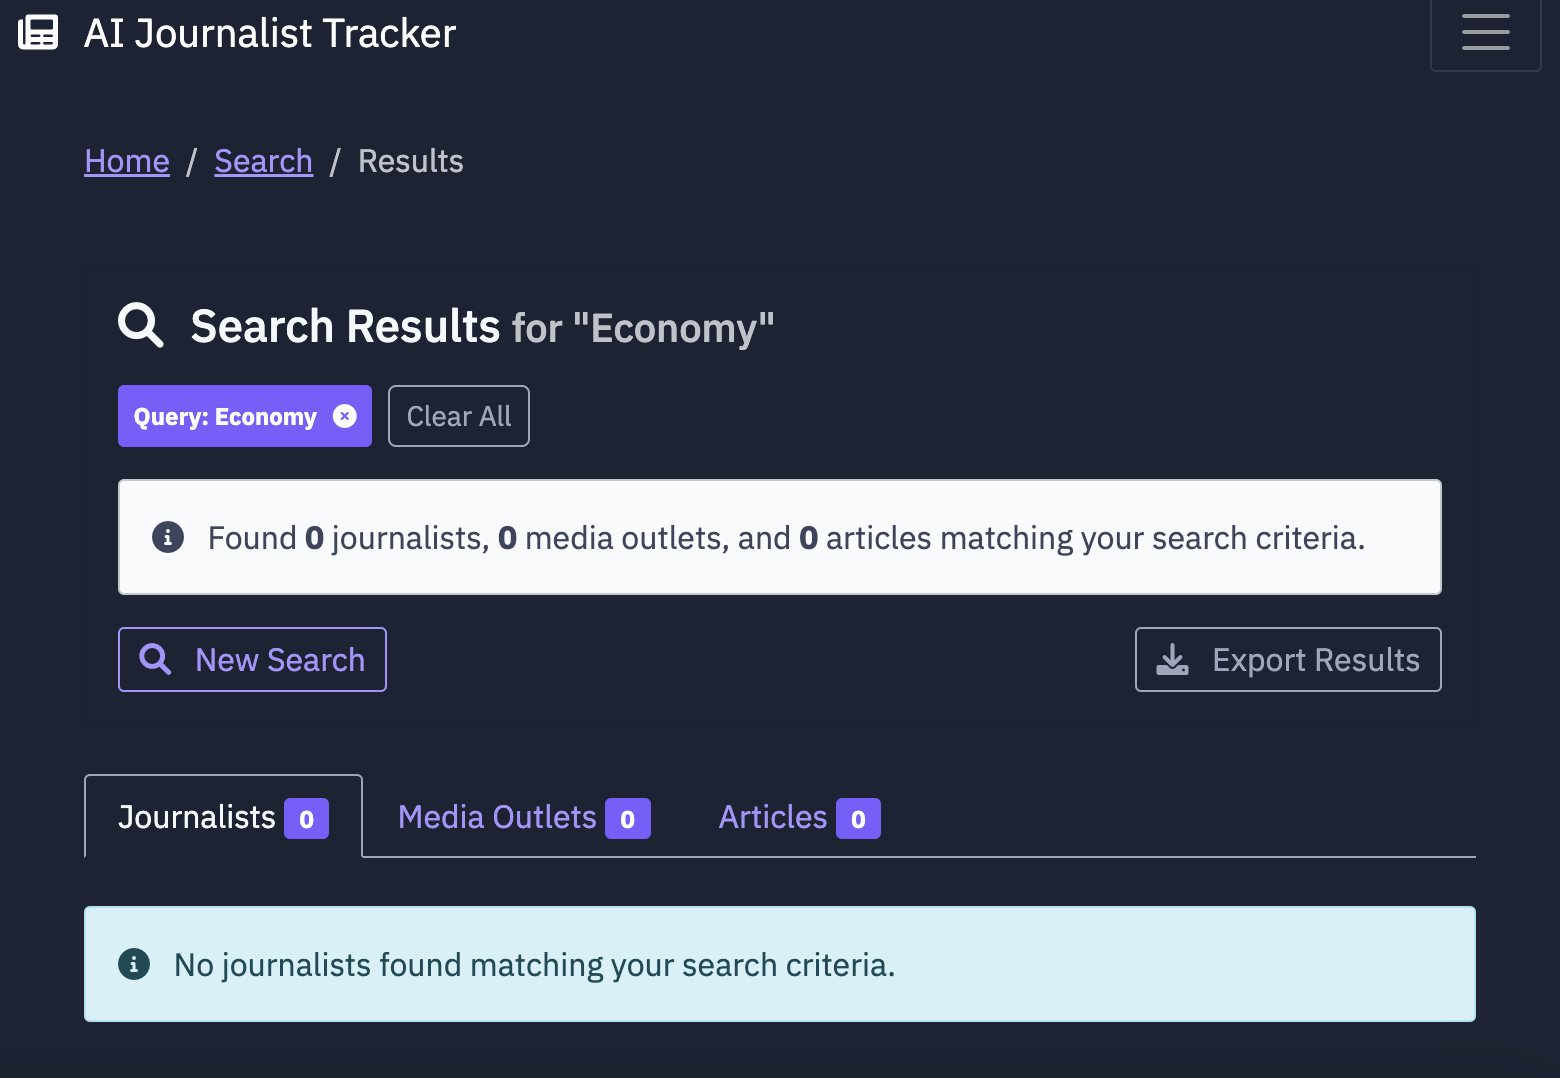 AI Journalist Tracker
Home / Search / Results
Search Results for "Economy"
Query: Economy
Clear All
Found 0 journalists, 0 media outlets, and 0 articles matching your search criteria.
New Search
Export Results
Journalists 0
Media Outlets 0
Articles 0
No journalists found matching your search criteria.